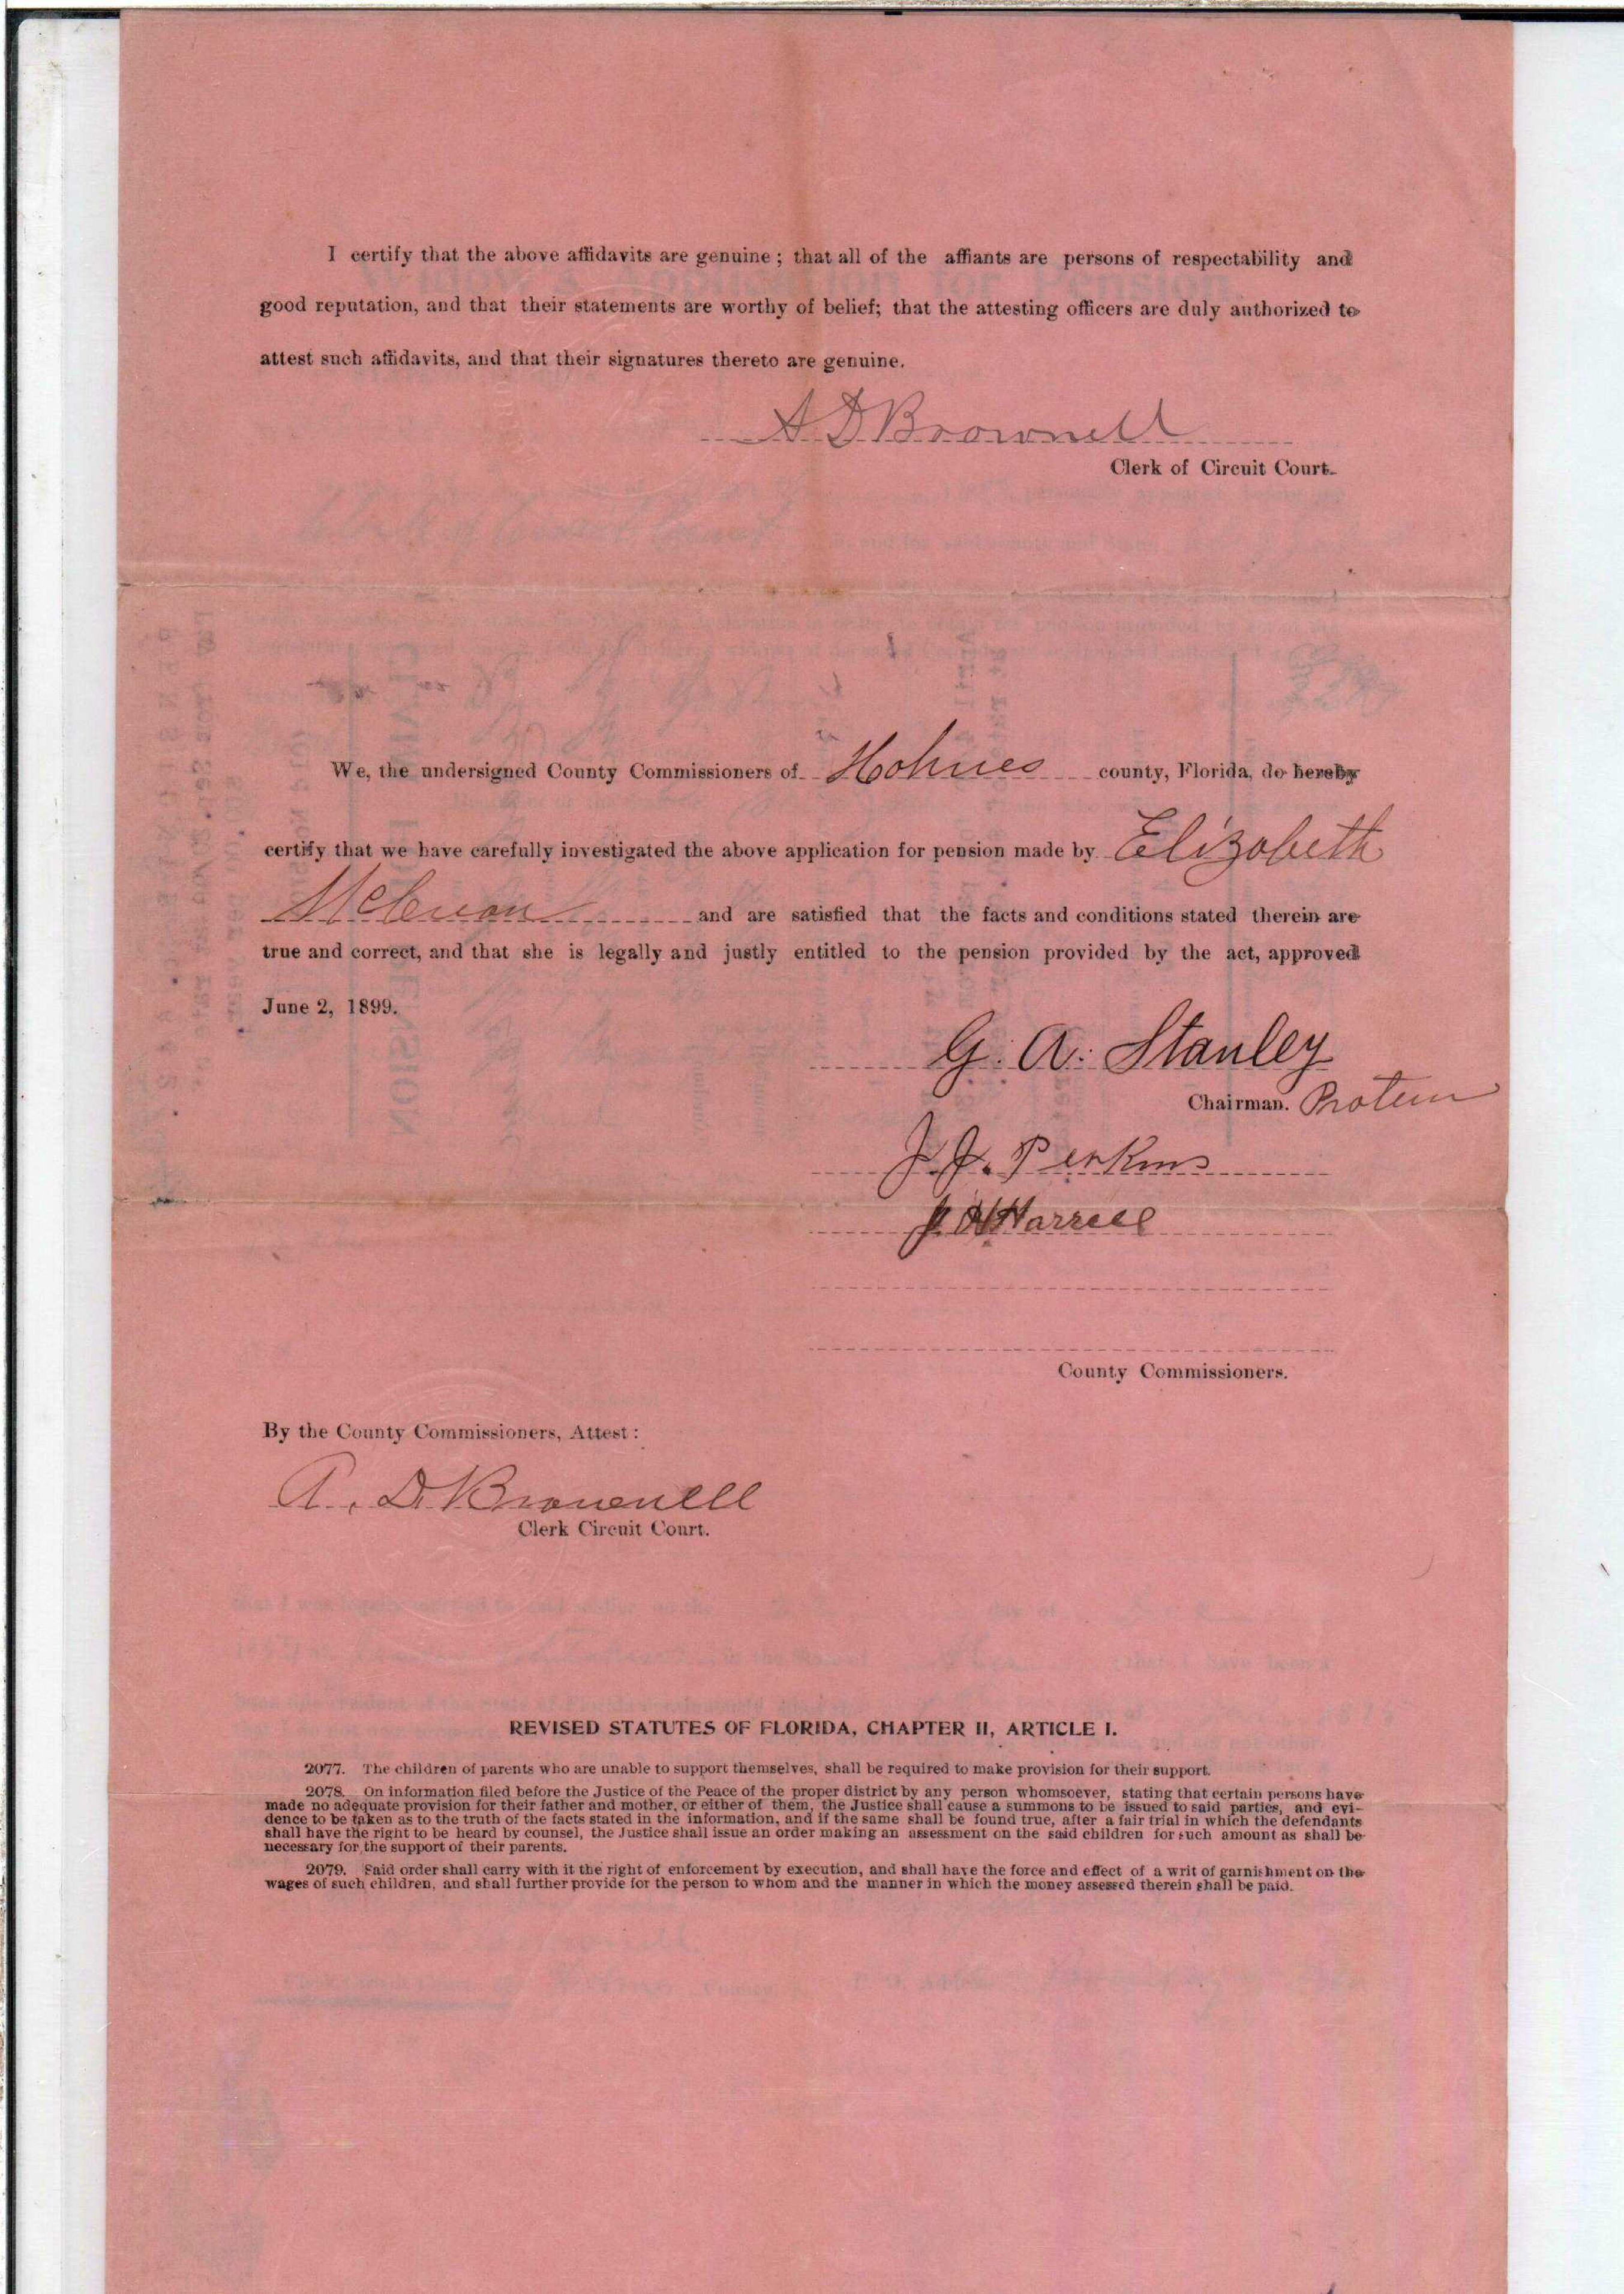 I certify that the above affidavits are genuine; that all of the affiants are persons of respectability and
good reputation, and that their statements are worthy of belief; that the attesting officers are duly authorized to
attest such affidavits, and that their signatures thereto are genuine.
A D Brownell
Clerk of Circuit Court.
We, the undersigned County Commissioners of Holmes county, Florida, do hereby
certify that we have carefully investigated the above application for pension made by Elizabeth
and are satisfied that the facts and conditions stated therein are
true and correct, and that she is legally and justly entitled to the pension provided by the act, approved
June 2, 1899.
G. A. Stanley
Chairman. Protem
J. J. Perkins
Harrell
County Commissioners.
By the County Commissioners, Attest:
A. D. Brownell
Clerk Circuit Court.
REVISED STATUTES OF FLORIDA, CHAPTER II, ARTICLE I.
2077. The children of parents who are unable to support themselves, shall be required to make provision for their support.
2078. On information filed before the Justice of the Peace of the proper district by any person whomsoever, stating that certain persons have
made no adequate provision for their father and mother, or either of them, the Justice shall cause a summons to be issued to said parties, and evi-
dence to be taken as to the truth of the facts stated in the information, and if the same shall be found true, after a fair trial in which the defendants
shall have the right to be heard by counsel, the Justice shall issue an order making an assessment on the said children for such amount as shall be
necessary for the support of their parents.
2079. Said order shall carry with it the right of enforcement by execution, and shall have the force and effect of a writ of garnishment on the
wages of such children, and shall further provide for the person to whom and the manner in which the money assessed therein shall be paid.